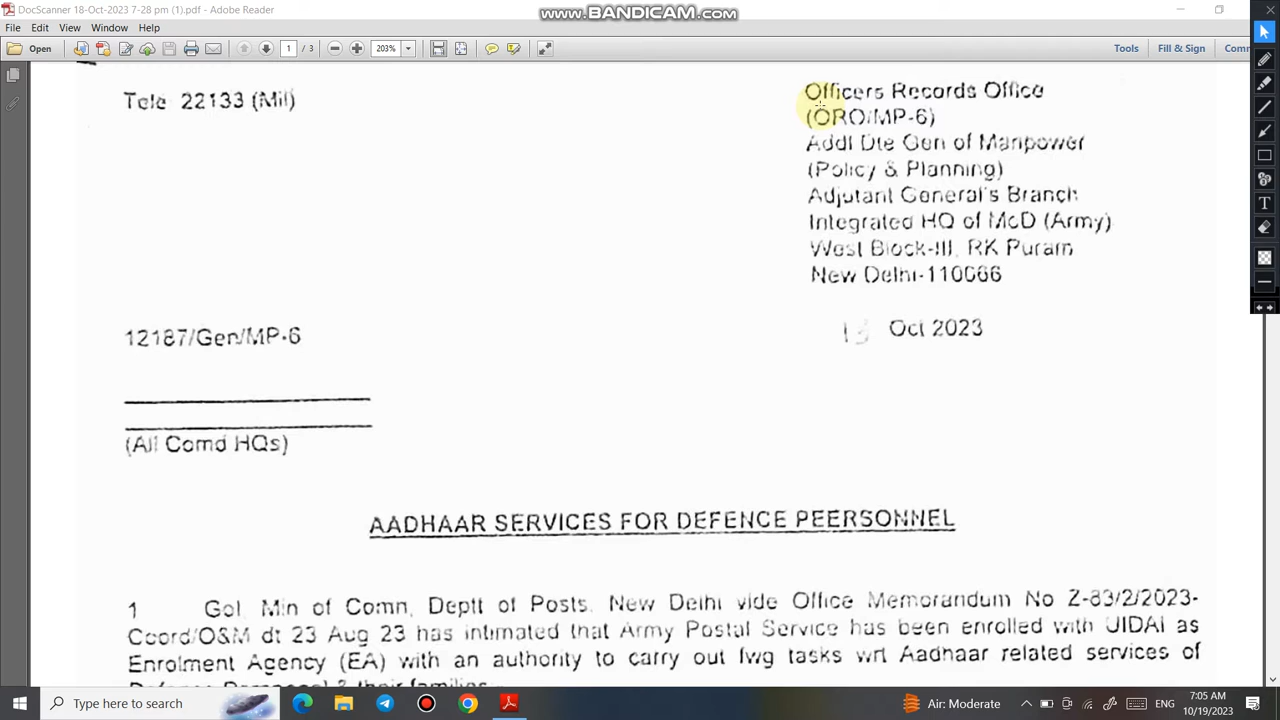 DocScanner 18-Oct-2023 7-28 pm (1).pdf - Adobe Reader
www.BANDICAM.com
File Edit View Window Help
Open 1 / 3 203% Tools Fill & Sign Comm
Tele 22133 (Mil)
Officers Records Office
(ORO/MP-6)
Addl Dte Gen of Manpower
(Policy & Planning)
Adjutant General's Branch
Integrated HQ of MoD (Army)
West Block-III, RK Puram
New Delhi-110066
12187/Gen/MP-6
Oct 2023
(All Comd HQs)
AADHAAR SERVICES FOR DEFENCE PEERSONNEL
1 GoI, Min of Comn, Deptt of Posts, New Delhi vide Office Memorandum No Z-83/2/2023-
Coord/O&M dt 23 Aug 23 has intimated that Army Postal Service has been enrolled with UIDAI as
Enrolment Agency (EA) with an authority to carry out fwg tasks wrt Aadhaar related services of
Type here to search
Air: Moderate
ENG
7:05 AM
10/19/2023